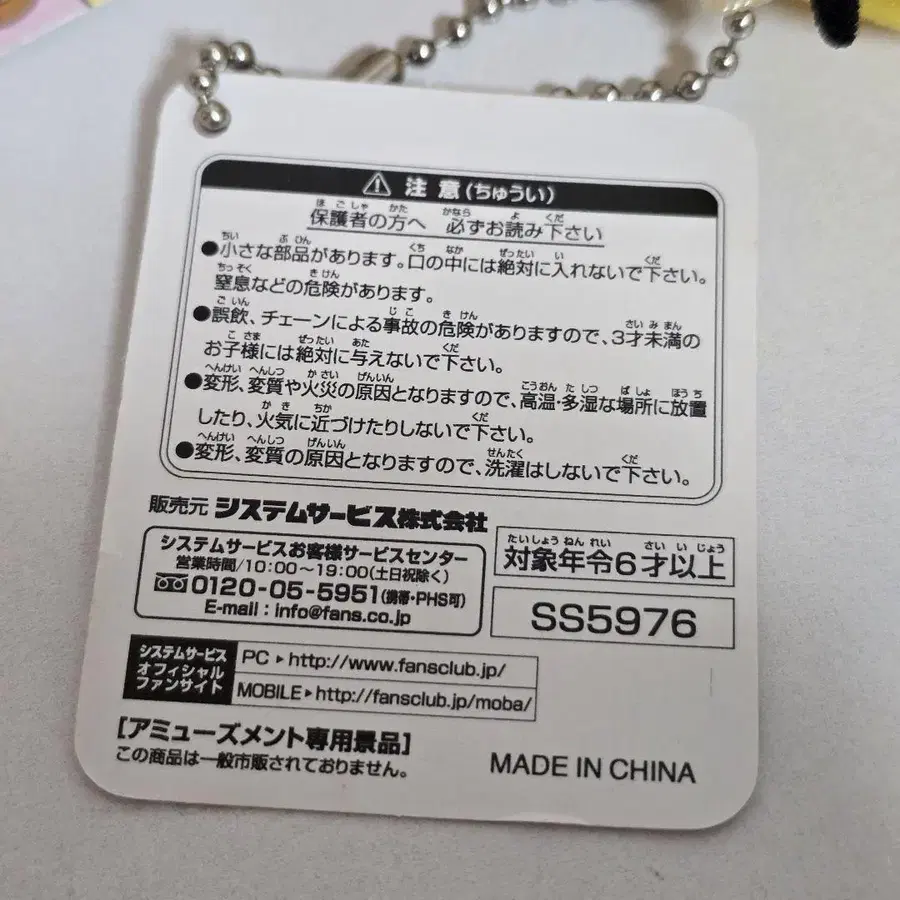 ⚠ 注意(ちゅうい)
保護者の方へ 必ずお読み下さい
●小さな部品があります。口の中には絶対に入れないで下さい。
窒息などの危険があります。
●誤飲、チェーンによる事故の危険がありますので、3才未満の
お子様には絶対に与えないで下さい。
●変形、変質や火災の原因となりますので、高温・多湿な場所に放置
したり、火気に近づけたりしないで下さい。
●変形、変質の原因となりますので、洗濯はしないで下さい。
販売元 システムサービス株式会社
システムサービスお客様サービスセンター
営業時間/10:00〜19:00(土日祝除く)
0120-05-5951(携帯・PHS可)
E-mail : info@fans.co.jp
対象年令6才以上
SS5976
システムサービス
オフィシャル
ファンサイト
PC ▸ http://www.fansclub.jp/
MOBILE ▸ http://fansclub.jp/moba/
[アミューズメント専用景品]
この商品は一般市販されておりません。
MADE IN CHINA